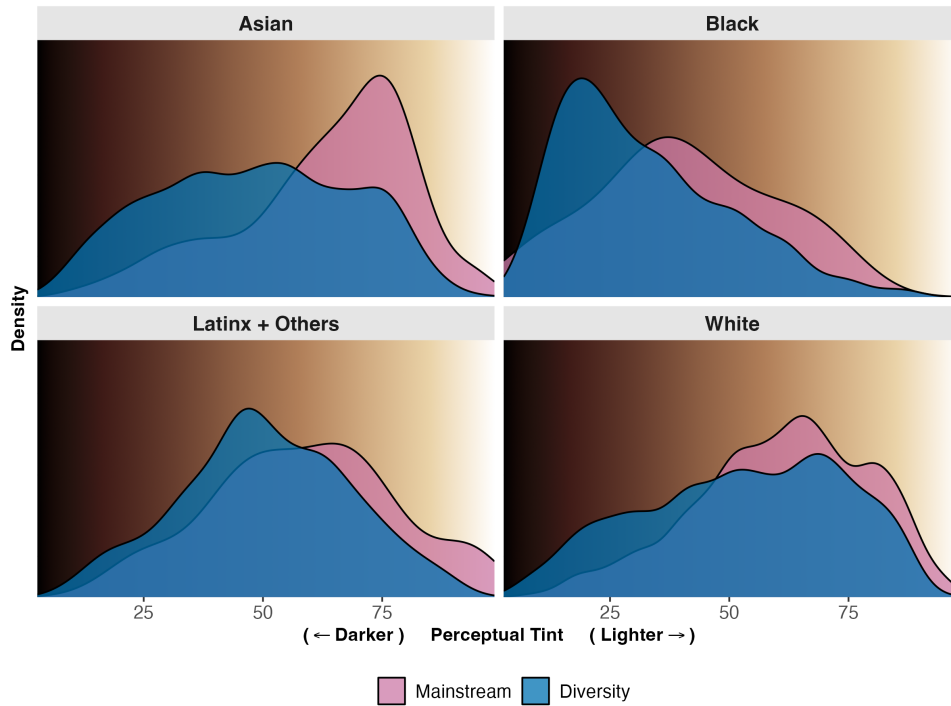 Asian
Black
Density
Latinx + Others
White
25 50 75 25 50 75
( ← Darker ) Perceptual Tint ( Lighter → )
Mainstream Diversity